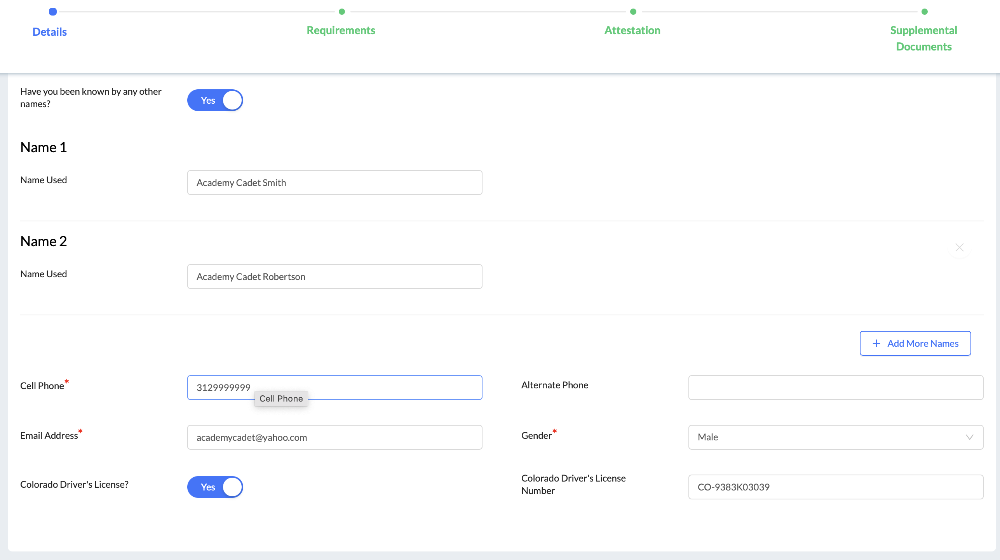 Details
Requirements
Attestation
Supplemental
Documents
Have you been known by any other
names?
Yes
Name 1
Name Used
Academy Cadet Smith
Name 2
Name Used
Academy Cadet Robertson
+ Add More Names
Cell Phone*
3129999999
Cell Phone
Alternate Phone
Email Address*
academycadet@yahoo.com
Gender*
Male
Colorado Driver's License?
Yes
Colorado Driver's License
Number
CO-9383K03039